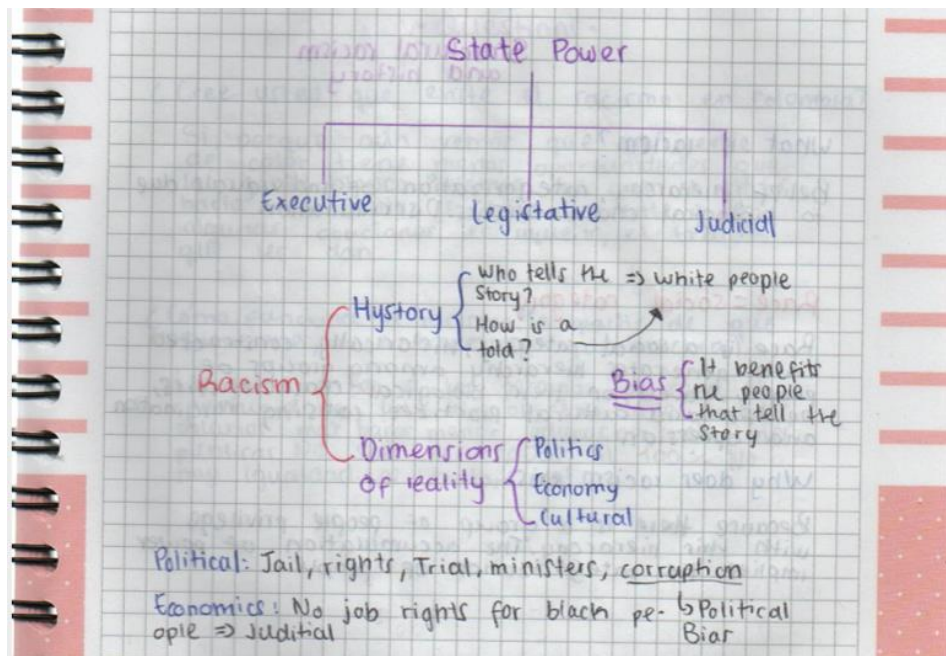 State Power
Executive Legistative Judicial
Who tells the => white people
Story?
Hystory
How is a
told?
Racism
Bias
It benefits
the people
that tell the
Story
Dimensions
of reality
Politics
Economy
Cultural
Political: Jail, rights, Trial, ministers, corruption
Economics: No job rights for black pe- ↳Political
ople => Juditial Biar